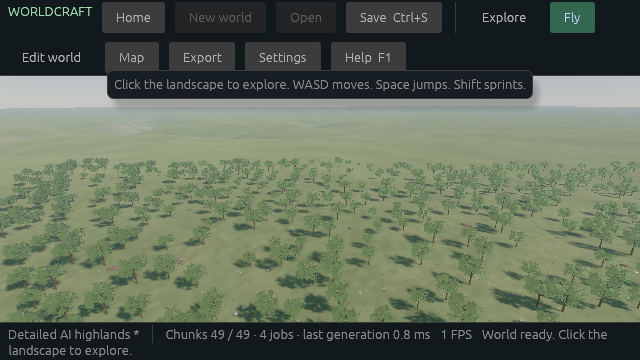 WORLDCRAFT Home New world Open Save Ctrl+S Explore Fly
Edit world Map Export Settings Help F1
Click the landscape to explore. WASD moves. Space jumps. Shift sprints.
Detailed AI highlands * Chunks 49 / 49 · 4 jobs · last generation 0.8 ms 1 FPS World ready. Click the
landscape to explore.